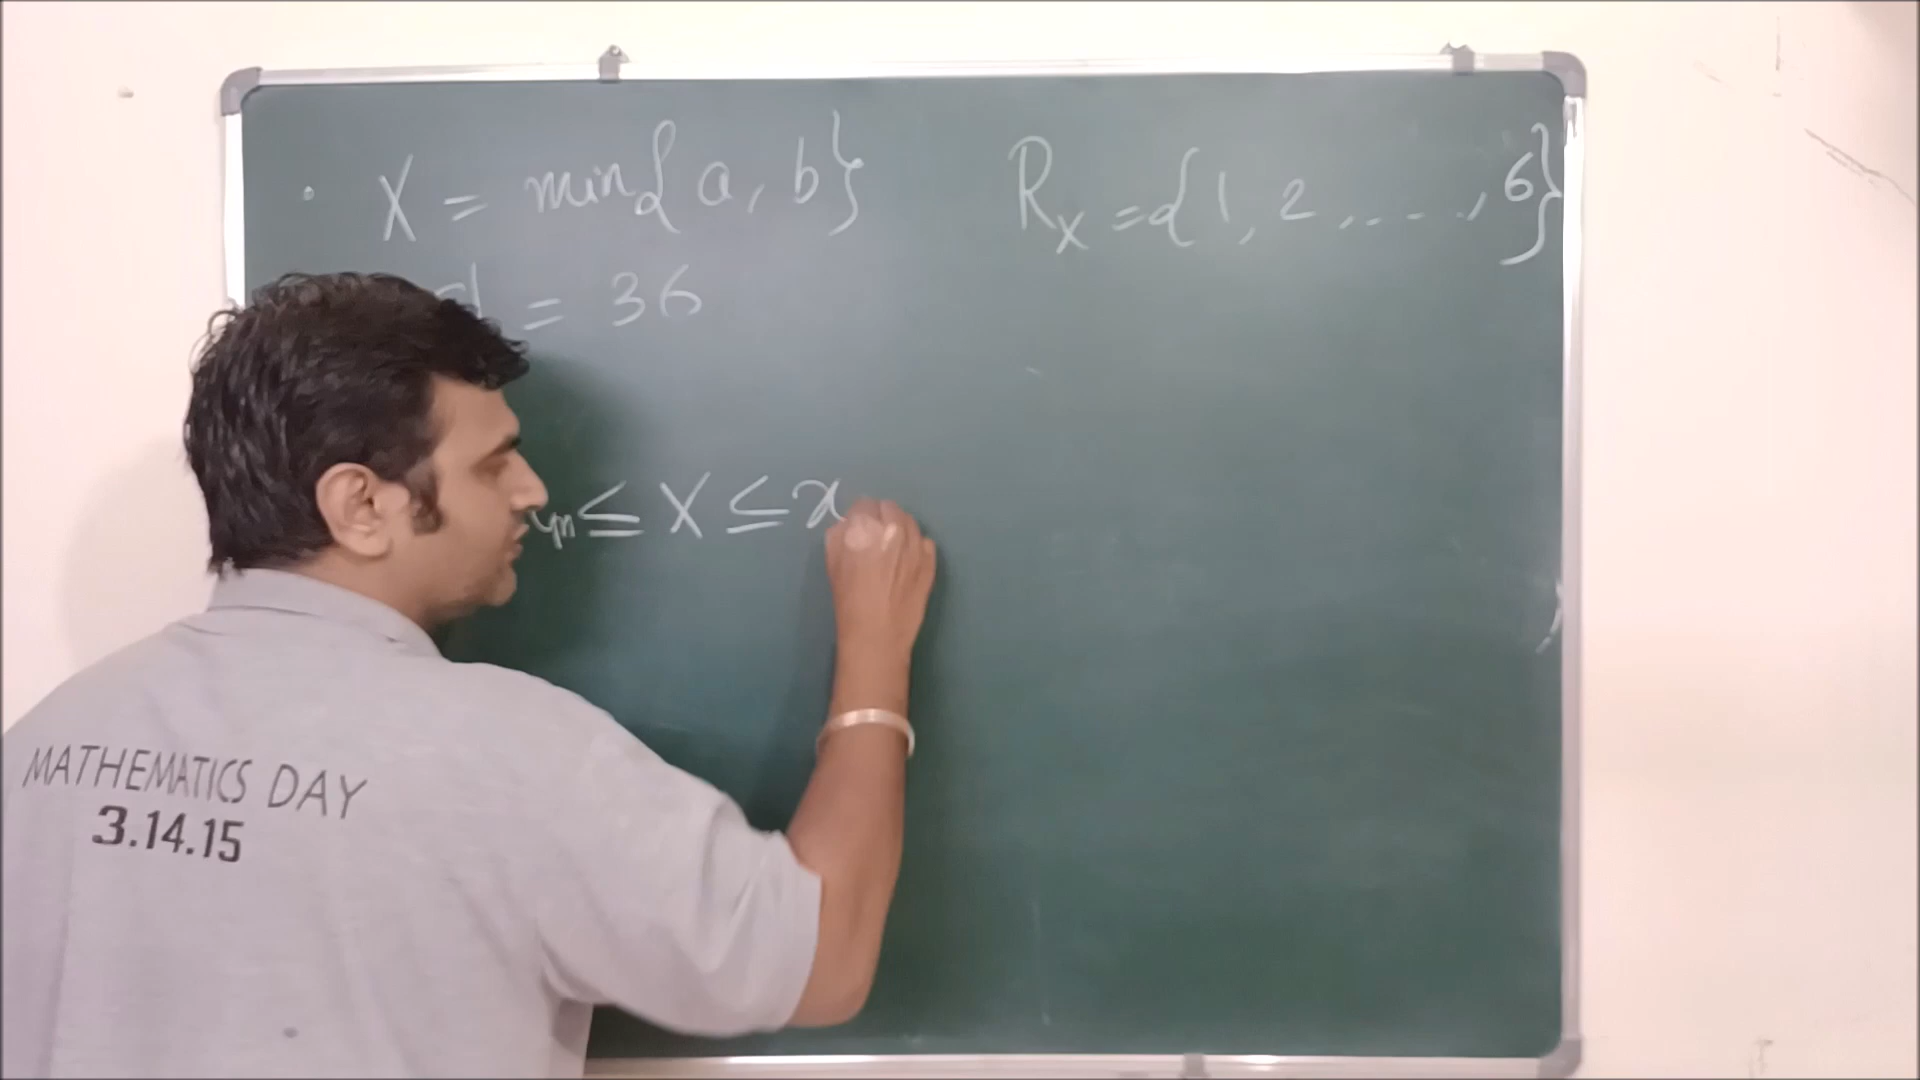 X = min{a, b}
R_X = {1, 2, ..., 6}
= 36
≤ X ≤ x
MATHEMATICS DAY
3.14.15